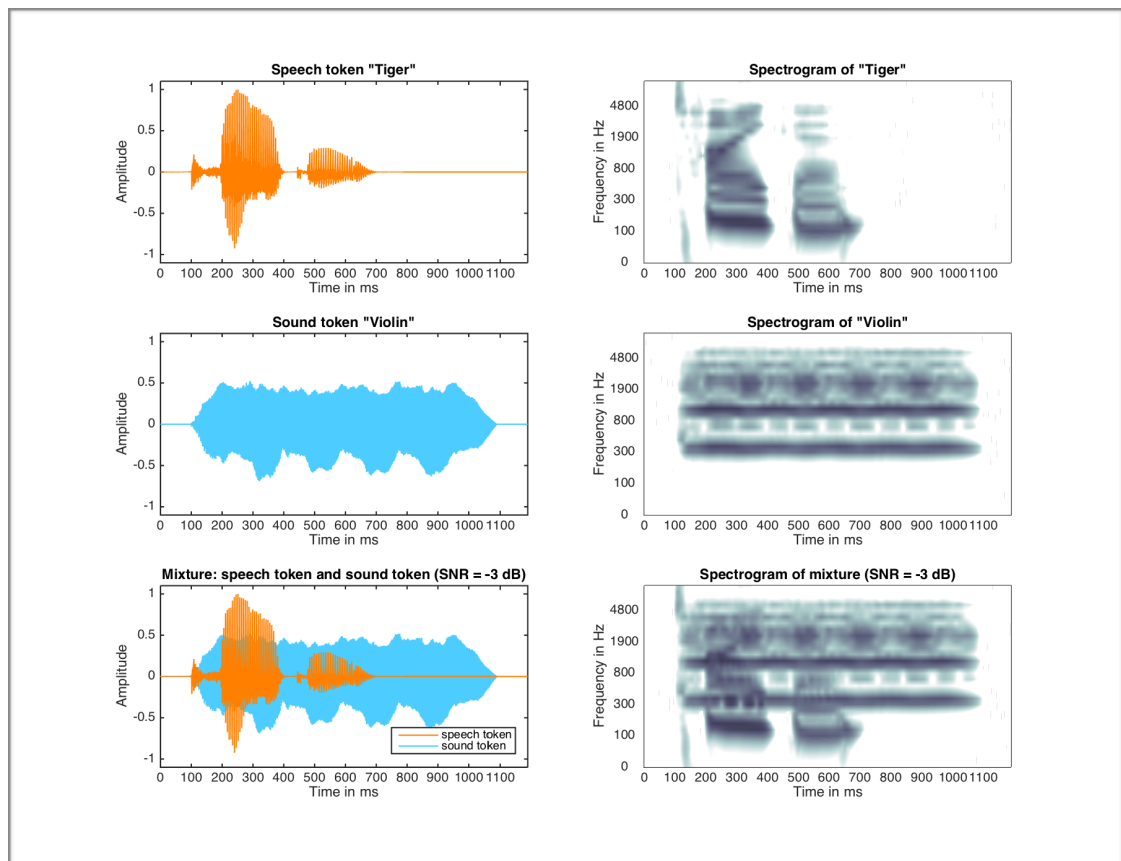 Speech token "Tiger"
1
0.5
0
-0.5
-1
Amplitude
0 100 200 300 400 500 600 700 800 900 1000 1100
Time in ms
Spectrogram of "Tiger"
4800
1900
800
300
100
0
Frequency in Hz
0 100 200 300 400 500 600 700 800 900 1000 1100
Time in ms
Sound token "Violin"
1
0.5
0
-0.5
-1
Amplitude
0 100 200 300 400 500 600 700 800 900 1000 1100
Time in ms
Spectrogram of "Violin"
4800
1900
800
300
100
0
Frequency in Hz
0 100 200 300 400 500 600 700 800 900 1000 1100
Time in ms
Mixture: speech token and sound token (SNR = -3 dB)
1
0.5
0
-0.5
-1
Amplitude
speech token
sound token
0 100 200 300 400 500 600 700 800 900 1000 1100
Time in ms
Spectrogram of mixture (SNR = -3 dB)
4800
1900
800
300
100
0
Frequency in Hz
0 100 200 300 400 500 600 700 800 900 1000 1100
Time in ms